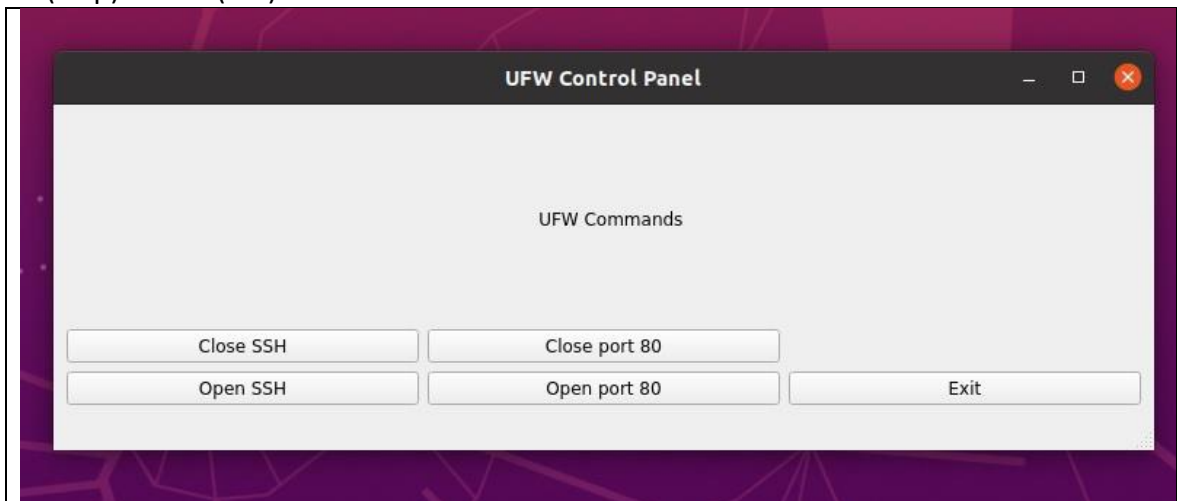 UFW Control Panel
UFW Commands
Close SSH Close port 80
Open SSH Open port 80 Exit